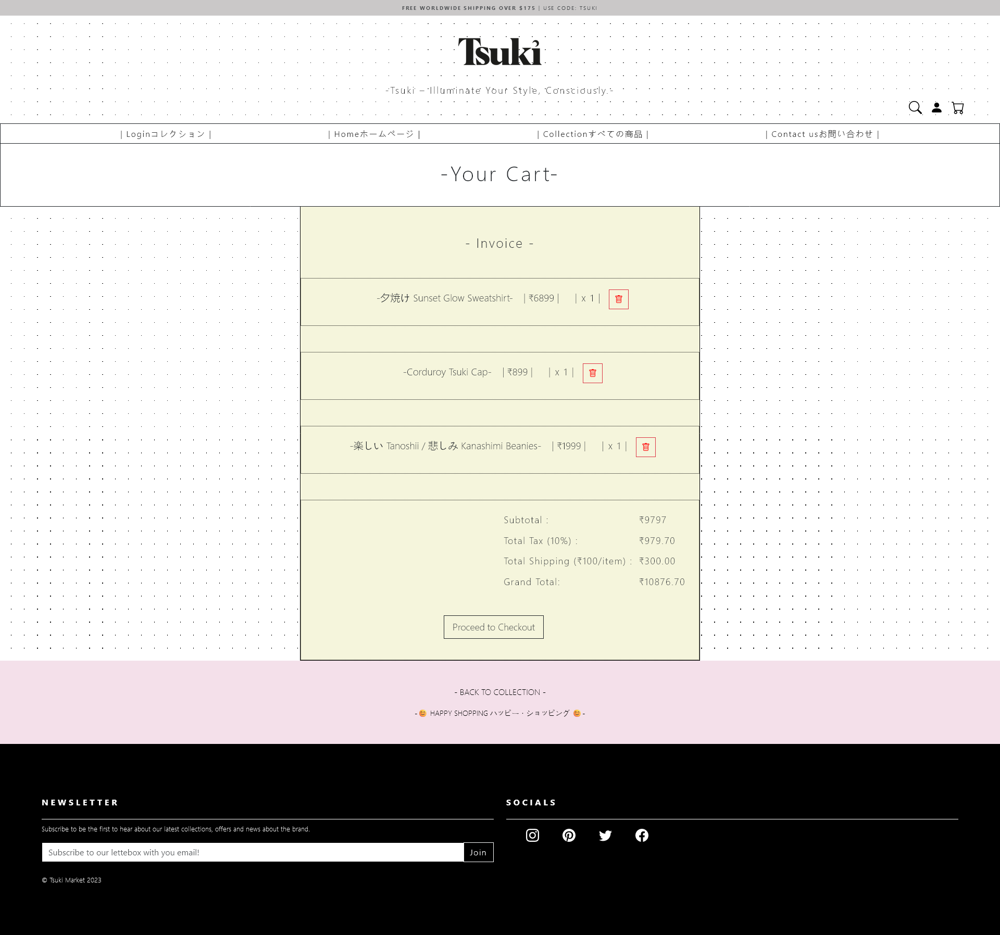 FREE WORLDWIDE SHIPPING OVER $175 | USE CODE: TSUKI
Tsuki
-Tsuki – Illuminate Your Style, Consciously.-
| Loginコレクション |
| Homeホームページ |
| Collectionすべての商品 |
| Contact usお問い合わせ |
-Your Cart-
- Invoice -
-夕焼け Sunset Glow Sweatshirt- | ₹6899 | | x 1 |
-Corduroy Tsuki Cap- | ₹899 | | x 1 |
-楽しい Tanoshii / 悲しみ Kanashimi Beanies- | ₹1999 | | x 1 |
Subtotal : ₹9797
Total Tax (10%) : ₹979.70
Total Shipping (₹100/item) : ₹300.00
Grand Total: ₹10876.70
Proceed to Checkout
- BACK TO COLLECTION -
-😊 HAPPY SHOPPING ハッピー・ショッピング 😊-
NEWSLETTER
Subscribe to be the first to hear about our latest collections, offers and news about the brand.
Subscribe to our lettebox with you email!
Join
© Tsuki Market 2023
SOCIALS